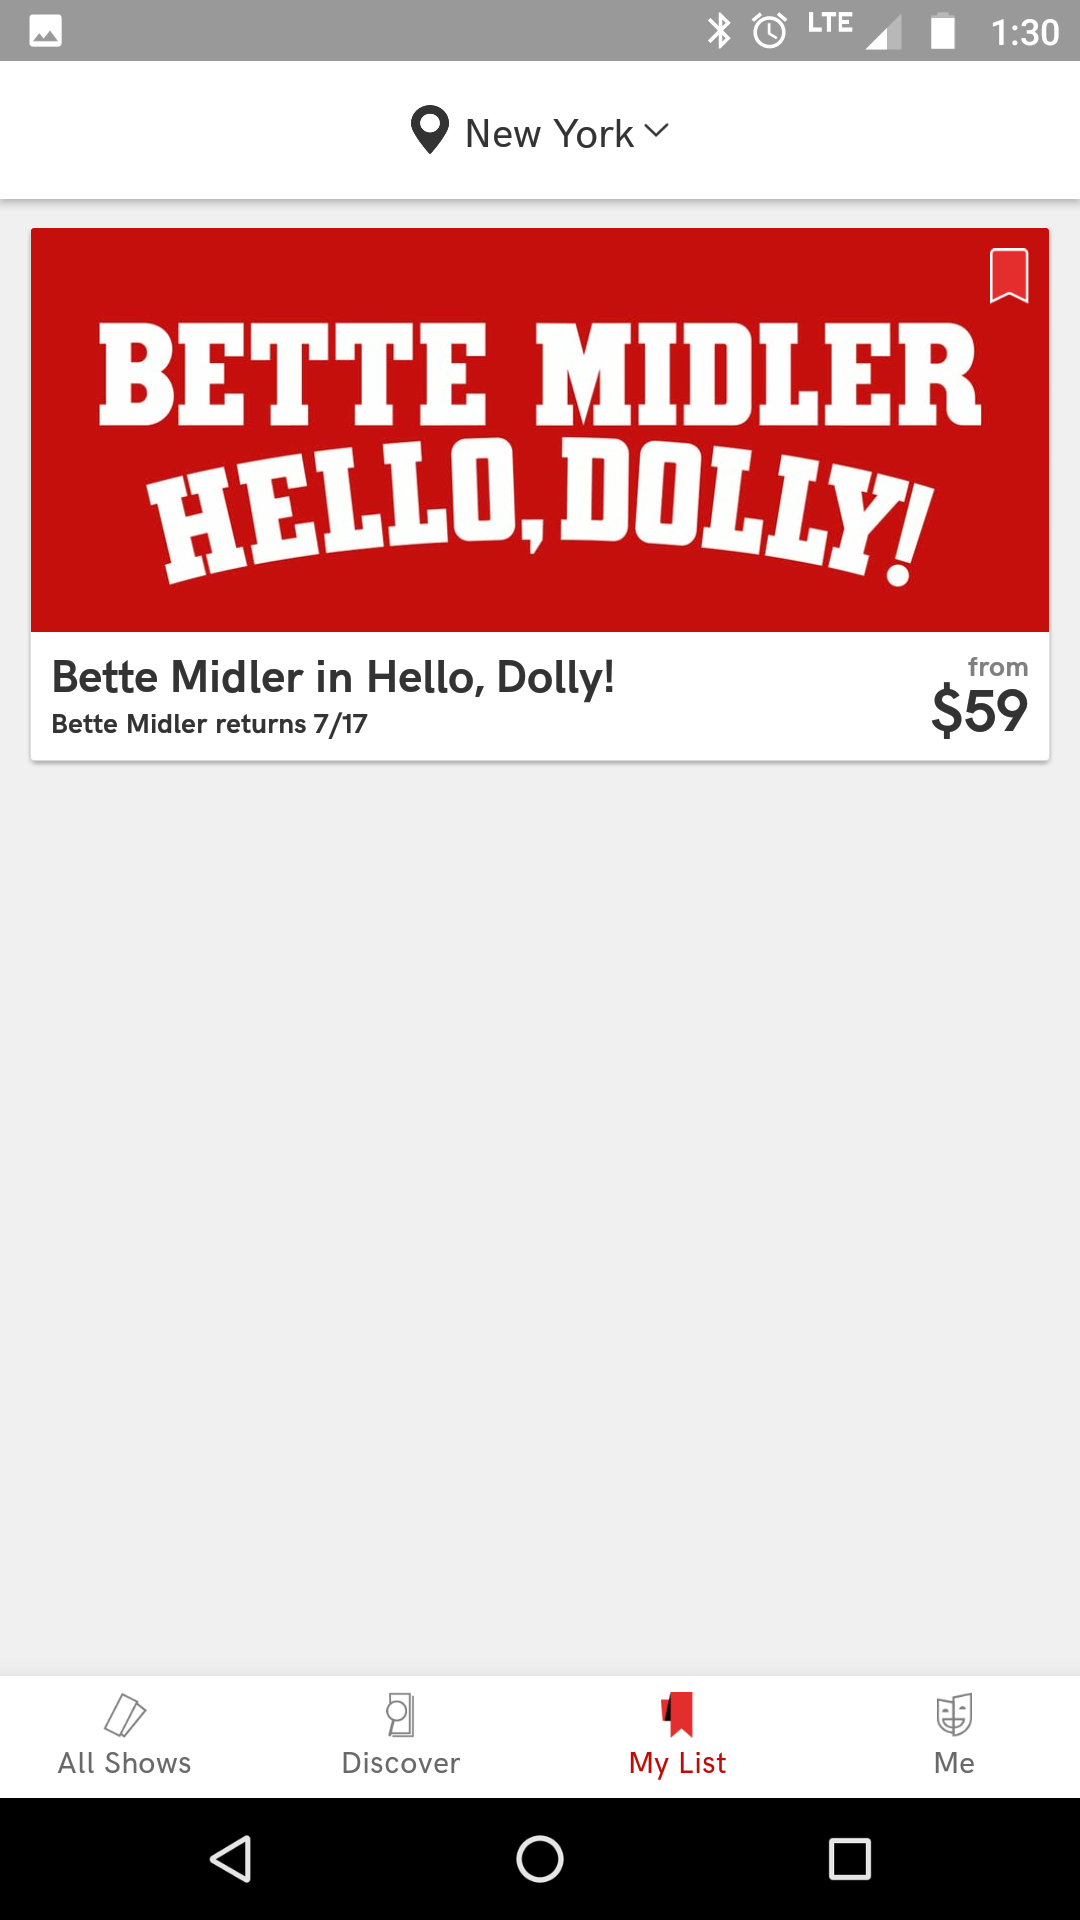 LTE 1:30
New York
BETTE MIDLER
HELLO, DOLLY!
Bette Midler in Hello, Dolly!
Bette Midler returns 7/17
from
$59
All Shows
Discover
My List
Me